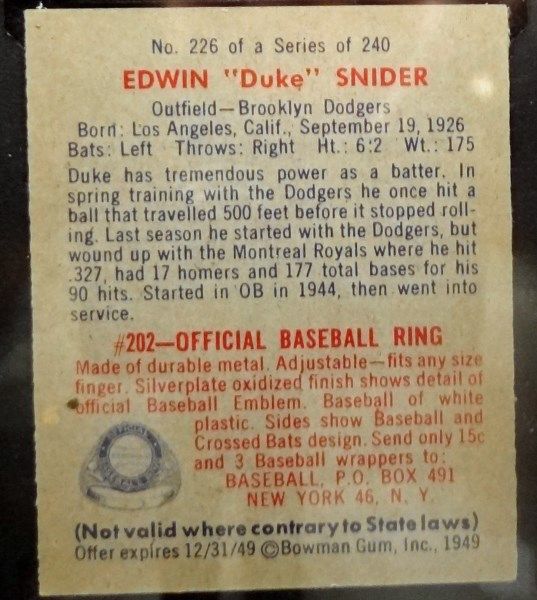 No. 226 of a Series of 240
EDWIN "Duke" SNIDER
Outfield—Brooklyn Dodgers
Born: Los Angeles, Calif., September 19, 1926
Bats: Left Throws: Right Ht.: 6:2 Wt.: 175
Duke has tremendous power as a batter. In
spring training with the Dodgers he once hit a
ball that travelled 500 feet before it stopped roll-
ing. Last season he started with the Dodgers, but
wound up with the Montreal Royals where he hit
.327, had 17 homers and 177 total bases for his
90 hits. Started in OB in 1944, then went into
service.
#202—OFFICIAL BASEBALL RING
Made of durable metal. Adjustable—fits any size
finger. Silverplate oxidized finish shows detail of
official Baseball Emblem. Baseball of white
plastic. Sides show Baseball and
Crossed Bats design. Send only 15c
and 3 Baseball wrappers to:
BASEBALL, P.O. BOX 491
NEW YORK 46, N. Y.
OFFICIAL
BASEBALL RING
(Not valid where contrary to State laws)
Offer expires 12/31/49 ©Bowman Gum, Inc., 1949